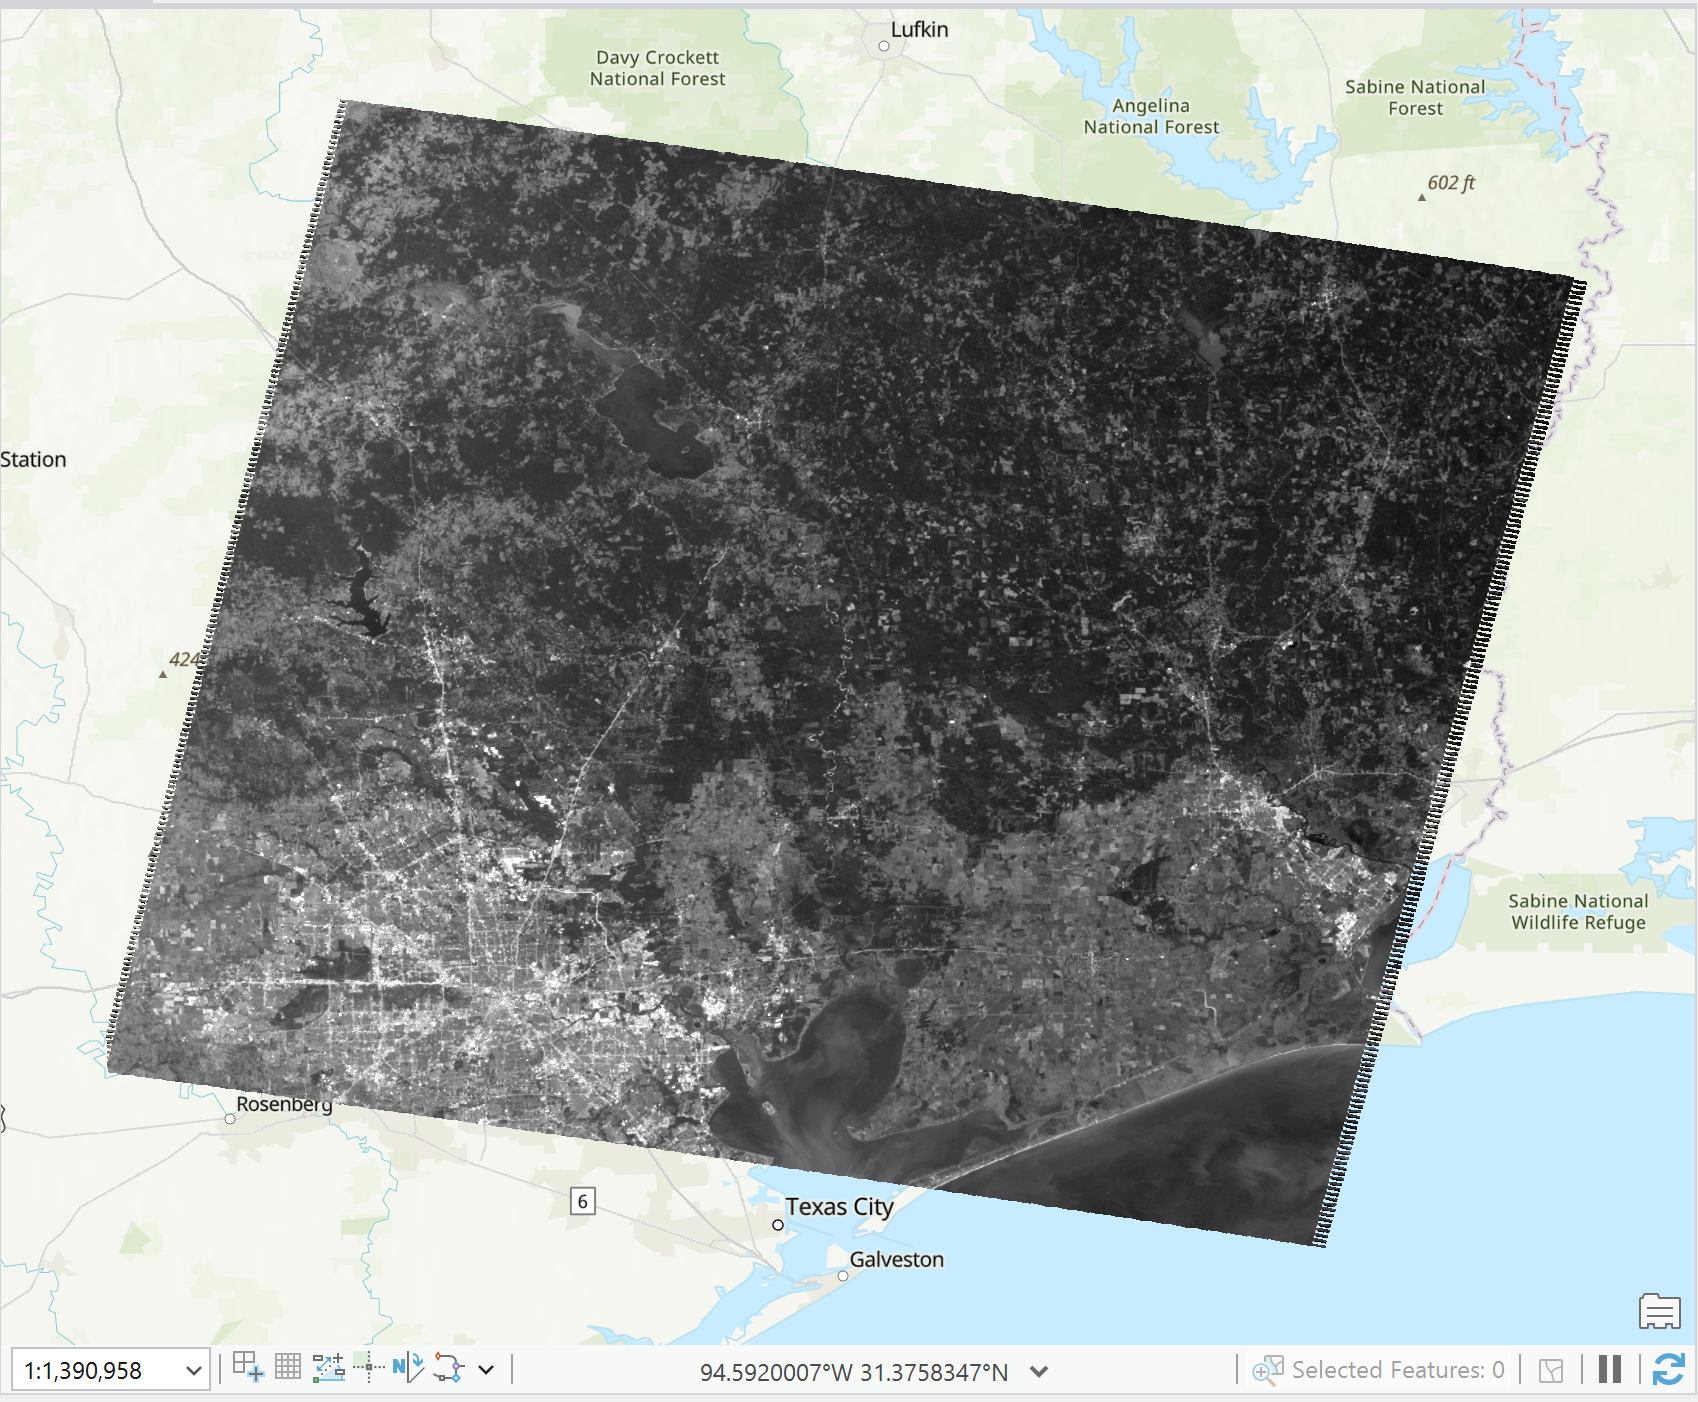 Lufkin
Davy Crockett
National Forest
Angelina
National Forest
Sabine National
Forest
602 ft
Station
424
Sabine National
Wildlife Refuge
Rosenberg
6
Texas City
Galveston
1:1,390,958
N
94.5920007°W 31.3758347°N
Selected Features: 0